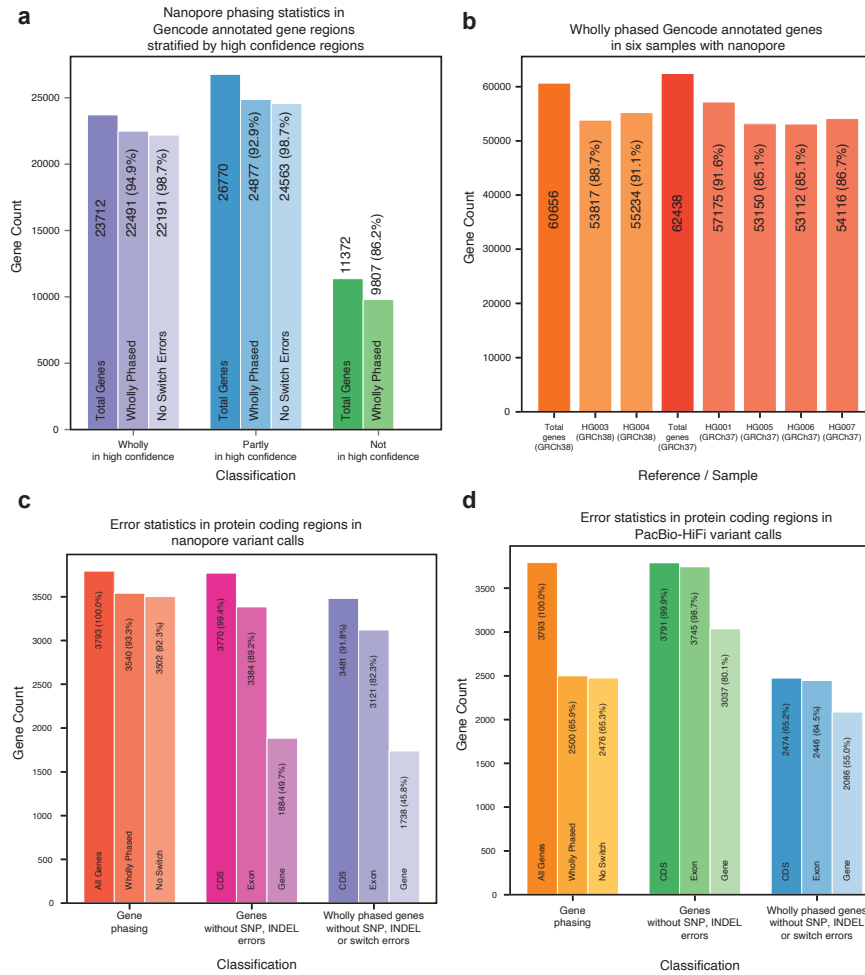 a
Nanopore phasing statistics in
Gencode annotated gene regions
stratified by high confidence regions
Gene Count
25000
20000
15000
10000
5000
0
23712
22491 (94.9%)
22191 (98.7%)
26770
24877 (92.9%)
24563 (98.7%)
11372
9807 (86.2%)
Total Genes
Wholly Phased
No Switch Errors
Total Genes
Wholly Phased
No Switch Errors
Total Genes
Wholly Phased
Wholly
in high confidence
Partly
in high confidence
Not
in high confidence
Classification
b
Wholly phased Gencode annotated genes
in six samples with nanopore
Gene Count
60000
50000
40000
30000
20000
10000
0
60656
53817 (88.7%)
55234 (91.1%)
62438
57175 (91.6%)
53150 (85.1%)
53112 (85.1%)
54116 (86.7%)
Total
genes
(GRCh38)
HG003
(GRCh38)
HG004
(GRCh38)
Total
genes
(GRCh37)
HG001
(GRCh37)
HG005
(GRCh37)
HG006
(GRCh37)
HG007
(GRCh37)
Reference / Sample
c
Error statistics in protein coding regions in
nanopore variant calls
Gene Count
3500
3000
2500
2000
1500
1000
500
0
3793 (100.0%)
3540 (93.3%)
3502 (92.3%)
3770 (99.4%)
3384 (89.2%)
1884 (49.7%)
3481 (91.8%)
3121 (82.3%)
1738 (45.8%)
All Genes
Wholly Phased
No Switch
CDS
Exon
Gene
CDS
Exon
Gene
Gene
phasing
Genes
without SNP, INDEL
errors
Wholly phased genes
without SNP, INDEL
or switch errors
Classification
d
Error statistics in protein coding regions in
PacBio-HiFi variant calls
Gene Count
3500
3000
2500
2000
1500
1000
500
0
3793 (100.0%)
2500 (65.9%)
2476 (65.3%)
3791 (99.9%)
3745 (98.7%)
3037 (80.1%)
2474 (65.2%)
2446 (64.5%)
2086 (55.0%)
All Genes
Wholly Phased
No Switch
CDS
Exon
Gene
CDS
Exon
Gene
Gene
phasing
Genes
without SNP, INDEL
errors
Wholly phased genes
without SNP, INDEL
or switch errors
Classification